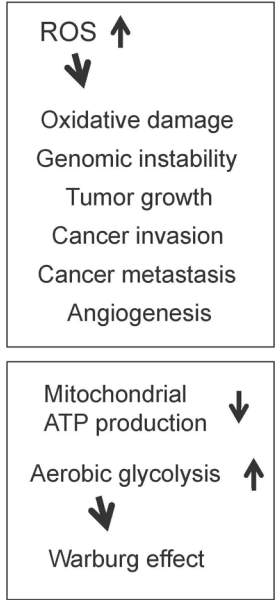 ROS
Oxidative damage
Genomic instability
Tumor growth
Cancer invasion
Cancer metastasis
Angiogenesis
Mitochondrial
ATP production
Aerobic glycolysis
Warburg effect